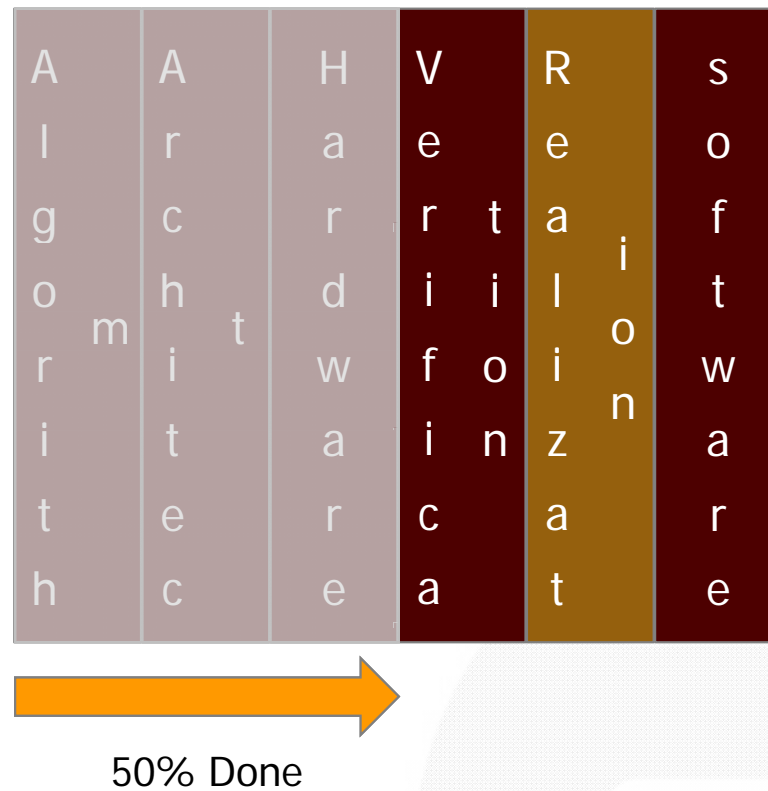 Algorithm
Architect
Hardware
Verification
Realization
software
50% Done